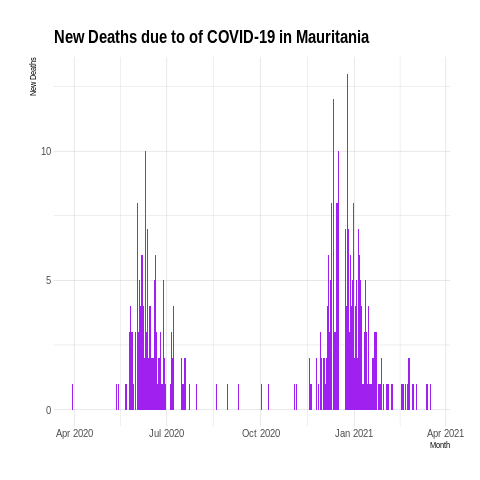 New Deaths due to of COVID-19 in Mauritania
New Deaths
10
5
0
Apr 2020 Jul 2020 Oct 2020 Jan 2021 Apr 2021
Month